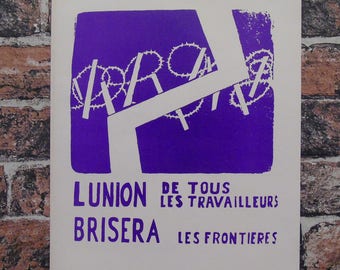 LUNION DE TOUS
LES TRAVAILLEURS
BRISERA LES FRONTIERES